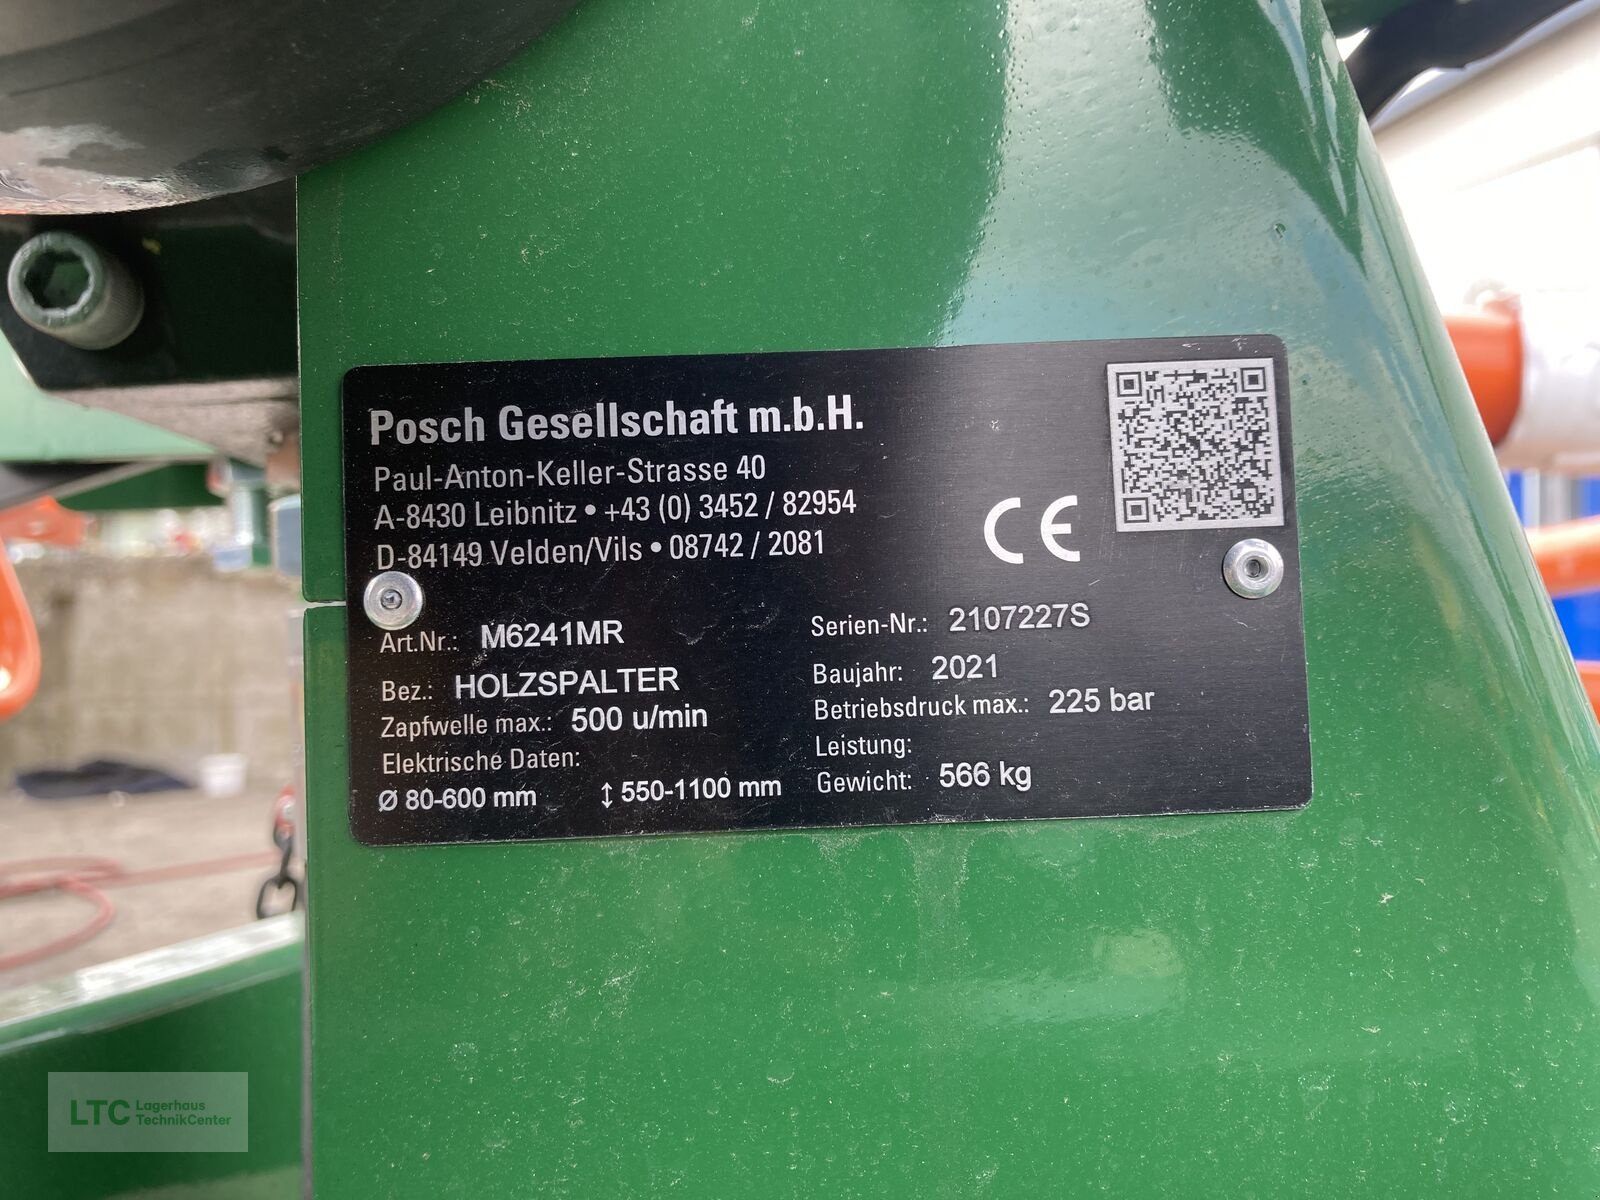 Posch Gesellschaft m.b.H.
Paul-Anton-Keller-Strasse 40
A-8430 Leibnitz • +43 (0) 3452 / 82954
D-84149 Velden/Vils • 08742 / 2081
CE
Art.Nr.: M6241MR
Serien-Nr.: 2107227S
Bez.: HOLZSPALTER
Baujahr: 2021
Zapfwelle max.: 500 u/min
Betriebsdruck max.: 225 bar
Elektrische Daten:
Leistung:
Ø 80-600 mm ↕ 550-1100 mm
Gewicht: 566 kg
LTC Lagerhaus
TechnikCenter